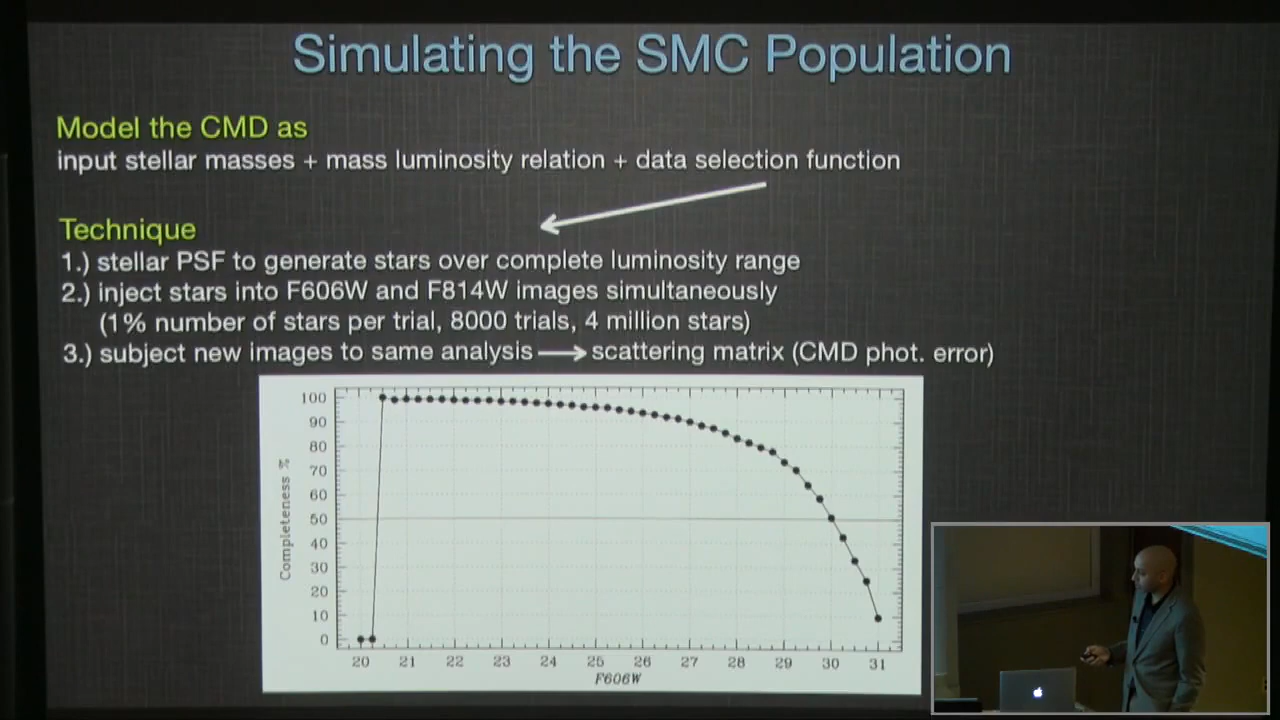 Simulating the SMC Population
Model the CMD as
input stellar masses + mass luminosity relation + data selection function
Technique
1.) stellar PSF to generate stars over complete luminosity range
2.) inject stars into F606W and F814W images simultaneously
(1% number of stars per trial, 8000 trials, 4 million stars)
3.) subject new images to same analysis ⟶ scattering matrix (CMD phot. error)
Completeness %
100
90
80
70
60
50
40
30
20
10
0
20 21 22 23 24 25 26 27 28 29 30 31
F606W